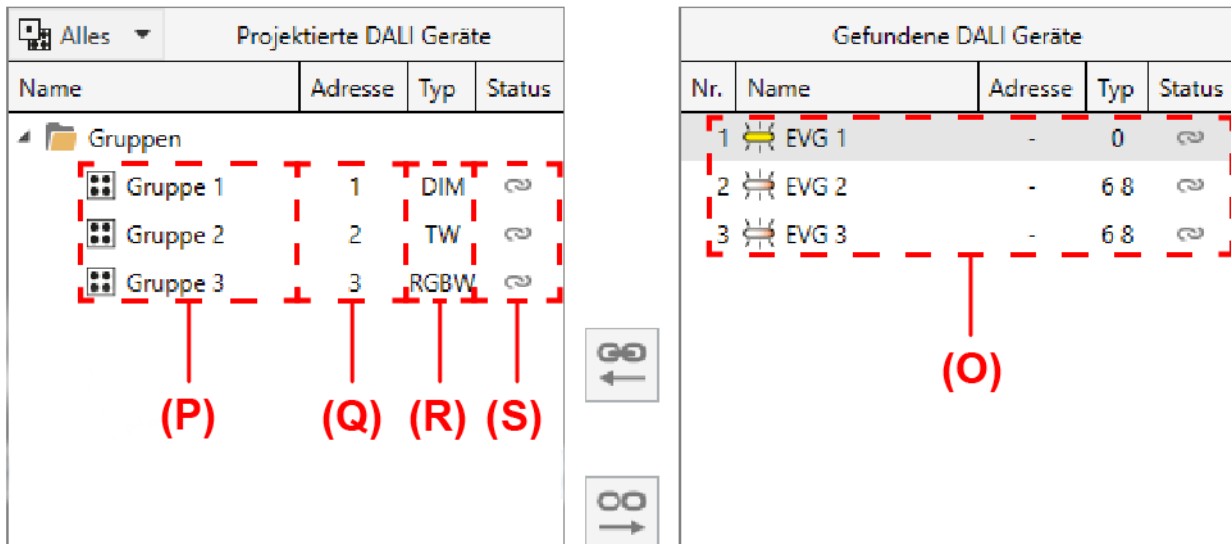 Alles Projektierte DALI Geräte
Name Adresse Typ Status
Gruppen
Gruppe 1 1 DIM
Gruppe 2 2 TW
Gruppe 3 3 RGBW
(P) (Q) (R) (S)
Gefundene DALI Geräte
Nr. Name Adresse Typ Status
1 EVG 1 - 0
2 EVG 2 - 6 8
3 EVG 3 - 6 8
(O)